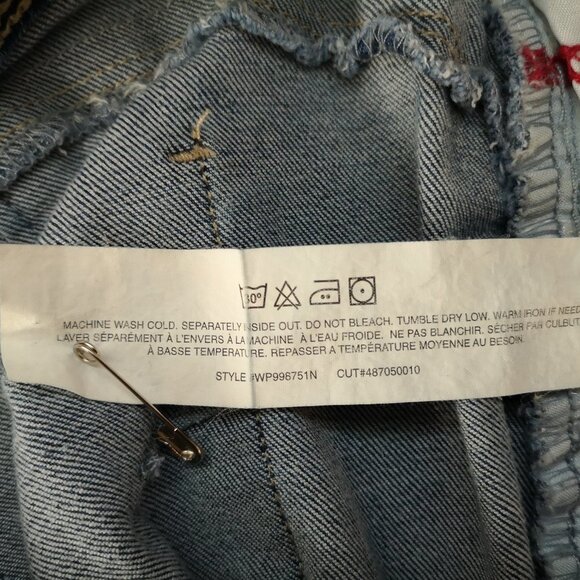 30°
MACHINE WASH COLD. SEPARATELY INSIDE OUT. DO NOT BLEACH. TUMBLE DRY LOW. WARM IRON IF NEED
LAVER SÉPARÉMENT À L'ENVERS À LA MACHINE À L'EAU FROIDE. NE PAS BLANCHIR. SÉCHER PAR CULBUT
À BASSE TEMPERATURE. REPASSER A TEMPÉRATURE MOYENNE AU BESOIN.
STYLE #WP998751N CUT#487050010